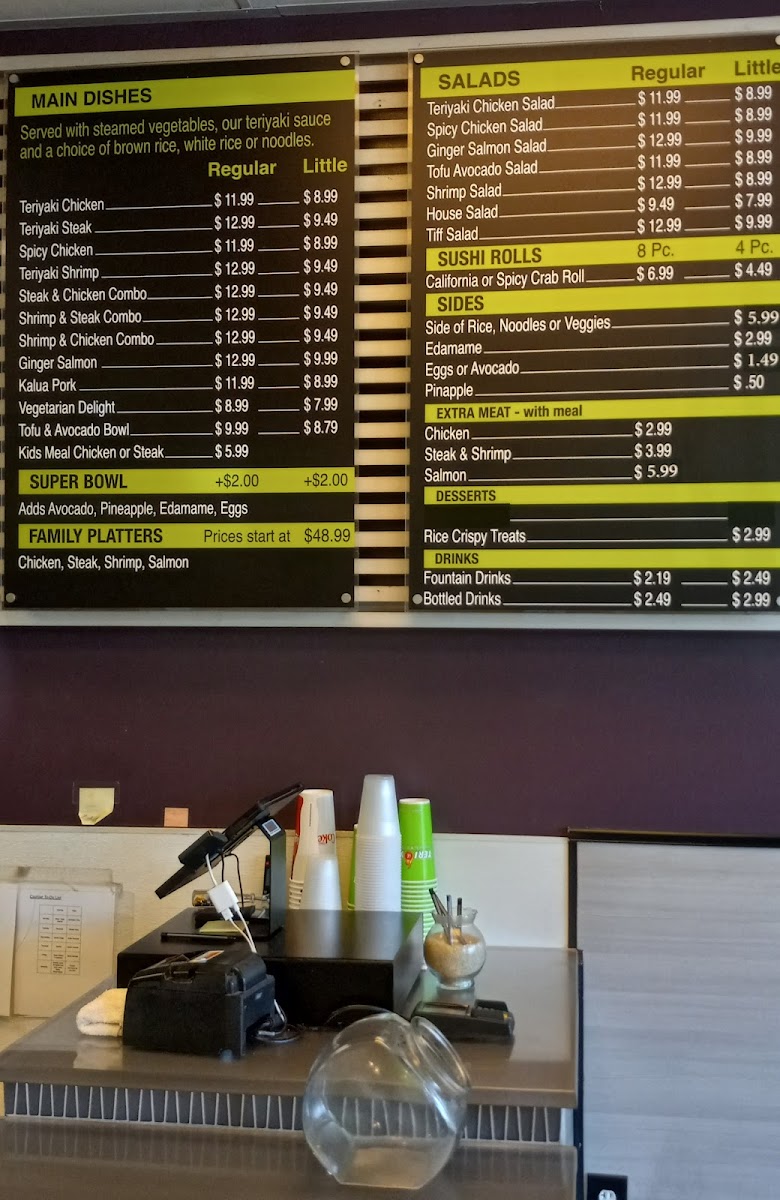 MAIN DISHES
Served with steamed vegetables, our teriyaki sauce
and a choice of brown rice, white rice or noodles.
Regular Little
Teriyaki Chicken $ 11.99 $ 8.99
Teriyaki Steak $ 12.99 $ 9.49
Spicy Chicken $ 11.99 $ 8.99
Teriyaki Shrimp $ 12.99 $ 9.49
Steak & Chicken Combo $ 12.99 $ 9.49
Shrimp & Steak Combo $ 12.99 $ 9.49
Shrimp & Chicken Combo $ 12.99 $ 9.49
Ginger Salmon $ 12.99 $ 9.99
Kalua Pork $ 11.99 $ 8.99
Vegetarian Delight $ 8.99 $ 7.99
Tofu & Avocado Bowl $ 9.99 $ 8.79
Kids Meal Chicken or Steak $ 5.99
SUPER BOWL +$2.00 +$2.00
Adds Avocado, Pineapple, Edamame, Eggs
FAMILY PLATTERS Prices start at $48.99
Chicken, Steak, Shrimp, Salmon
SALADS Regular Little
Teriyaki Chicken Salad $ 11.99 $ 8.99
Spicy Chicken Salad $ 11.99 $ 8.99
Ginger Salmon Salad $ 12.99 $ 9.99
Tofu Avocado Salad $ 11.99 $ 8.99
Shrimp Salad $ 12.99 $ 8.99
House Salad $ 9.49 $ 7.99
Tiff Salad $ 12.99 $ 9.99
SUSHI ROLLS 8 Pc. 4 Pc.
California or Spicy Crab Roll $ 6.99 $ 4.49
SIDES
Side of Rice, Noodles or Veggies $ 5.99
Edamame $ 2.99
Eggs or Avocado $ 1.49
Pinapple $ .50
EXTRA MEAT - with meal
Chicken $ 2.99
Steak & Shrimp $ 3.99
Salmon $ 5.99
DESSERTS
Rice Crispy Treats $ 2.99
DRINKS
Fountain Drinks $ 2.19 $ 2.49
Bottled Drinks $ 2.49 $ 2.99
Coke
TERI